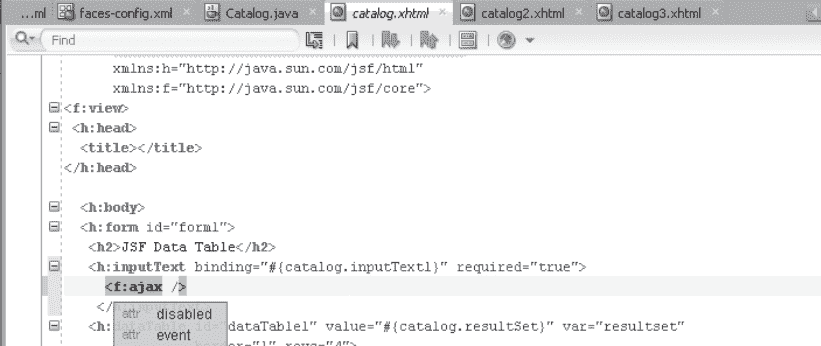 ...ml faces-config.xml Catalog.java catalog.xhtml catalog2.xhtml catalog3.xhtml
Find
xmlns:h="http://java.sun.com/jsf/html"
xmlns:f="http://java.sun.com/jsf/core">
<f:view>
<h:head>
<title></title>
</h:head>
<h:body>
<h:form id="form1">
<h2>JSF Data Table</h2>
<h:inputText binding="#{catalog.inputText1}" required="true">
<f:ajax />
</
attr disabled
<h: dataTable1" value="#{catalog.resultSet}" var="resultset"
attr event